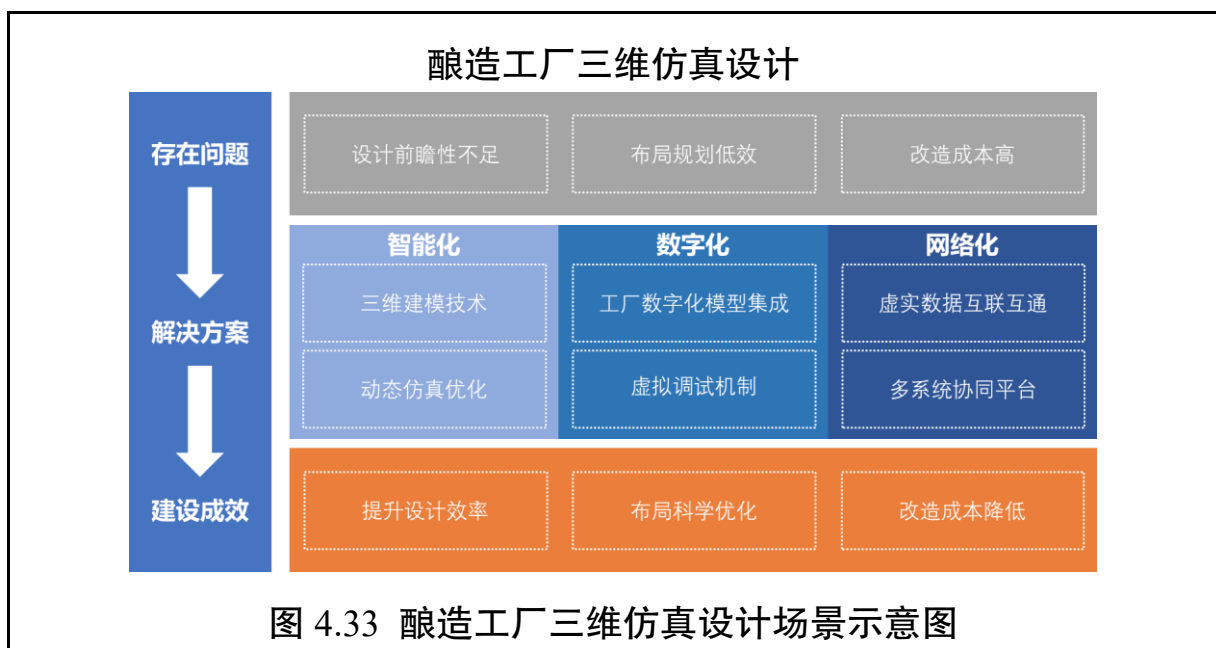 酿造工厂三维仿真设计
存在问题
设计前瞻性不足
布局规划低效
改造成本高
解决方案
智能化
数字化
网络化
三维建模技术
工厂数字化模型集成
虚实数据互联互通
动态仿真优化
虚拟调试机制
多系统协同平台
建设成效
提升设计效率
布局科学优化
改造成本降低
图 4.33 酿造工厂三维仿真设计场景示意图